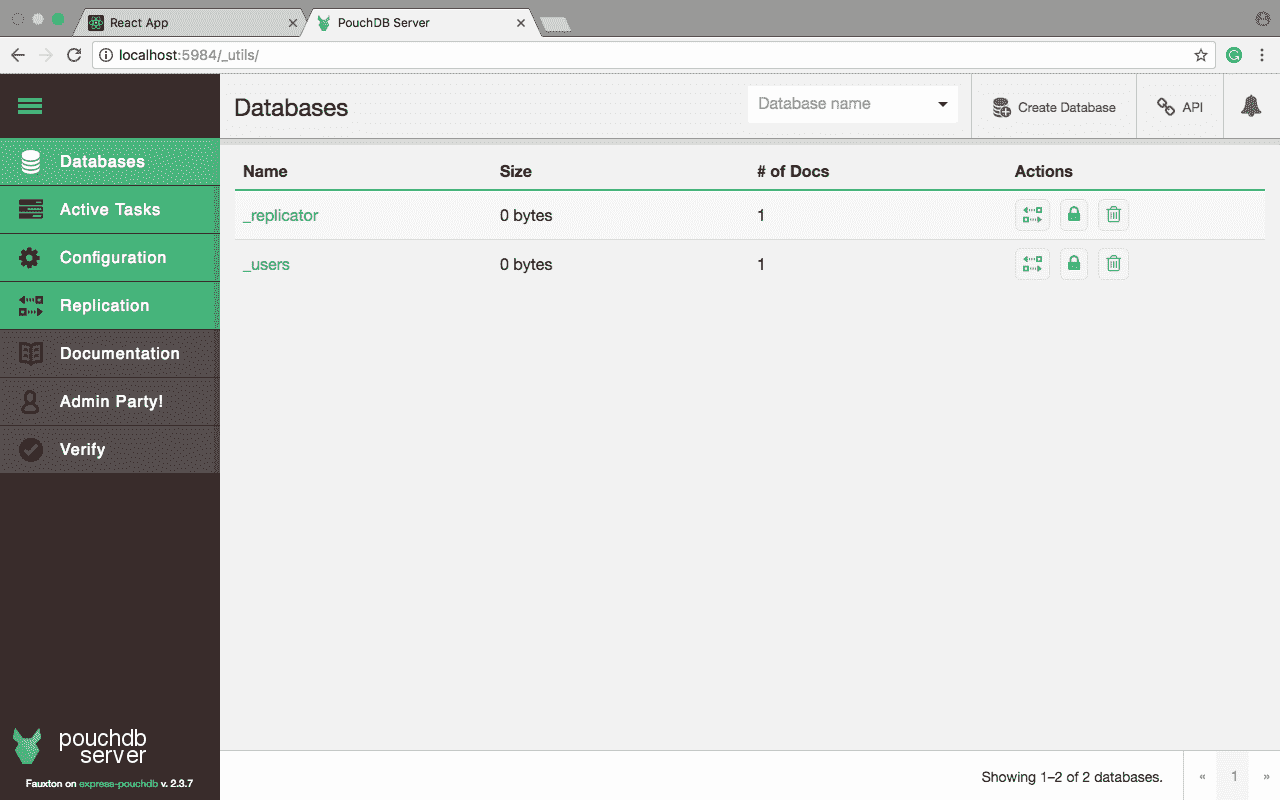 React App
PouchDB Server
localhost:5984/_utils/
Databases
Database name
Create Database
API
Databases
Active Tasks
Configuration
Replication
Documentation
Admin Party!
Verify
Name Size # of Docs Actions
_replicator 0 bytes 1
_users 0 bytes 1
pouchdb
server
Fauxton on express-pouchdb v. 2.3.7
Showing 1–2 of 2 databases.
« 1 »